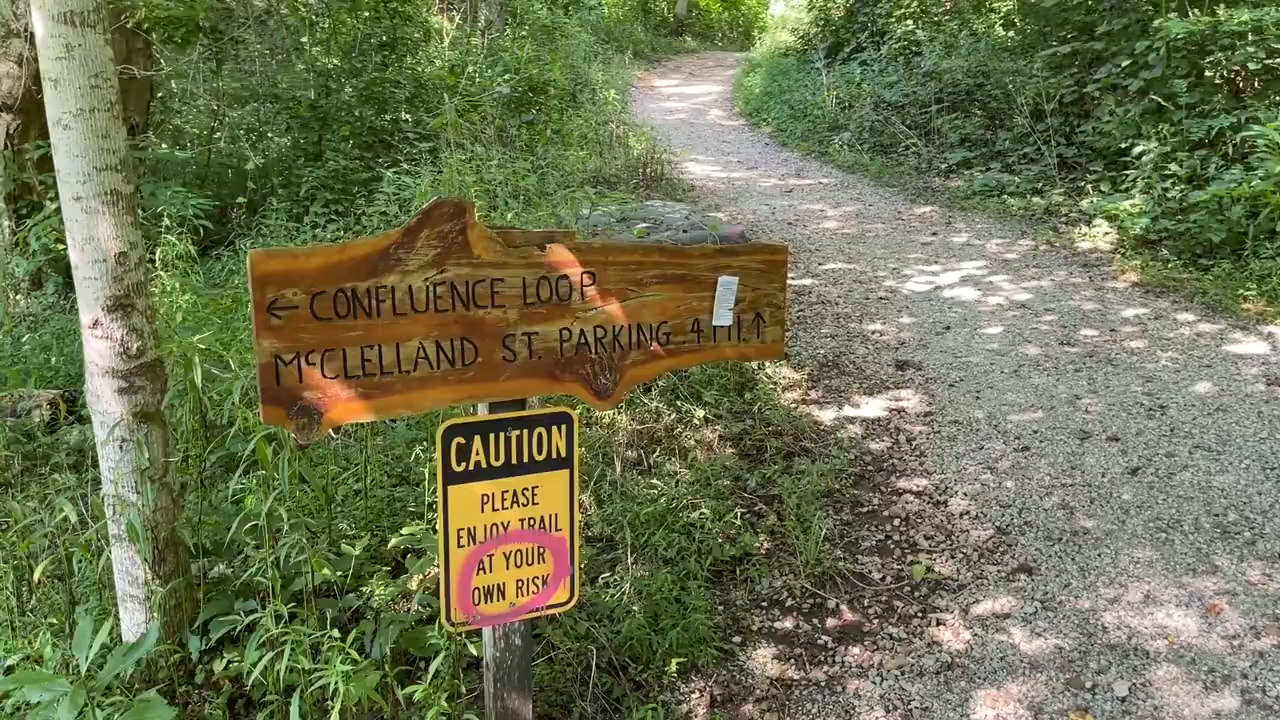 ← CONFLUENCE LOOP
McCLELLAND ST. PARKING .4 MI. ↑
CAUTION
PLEASE
ENJOY TRAIL
AT YOUR
OWN RISK